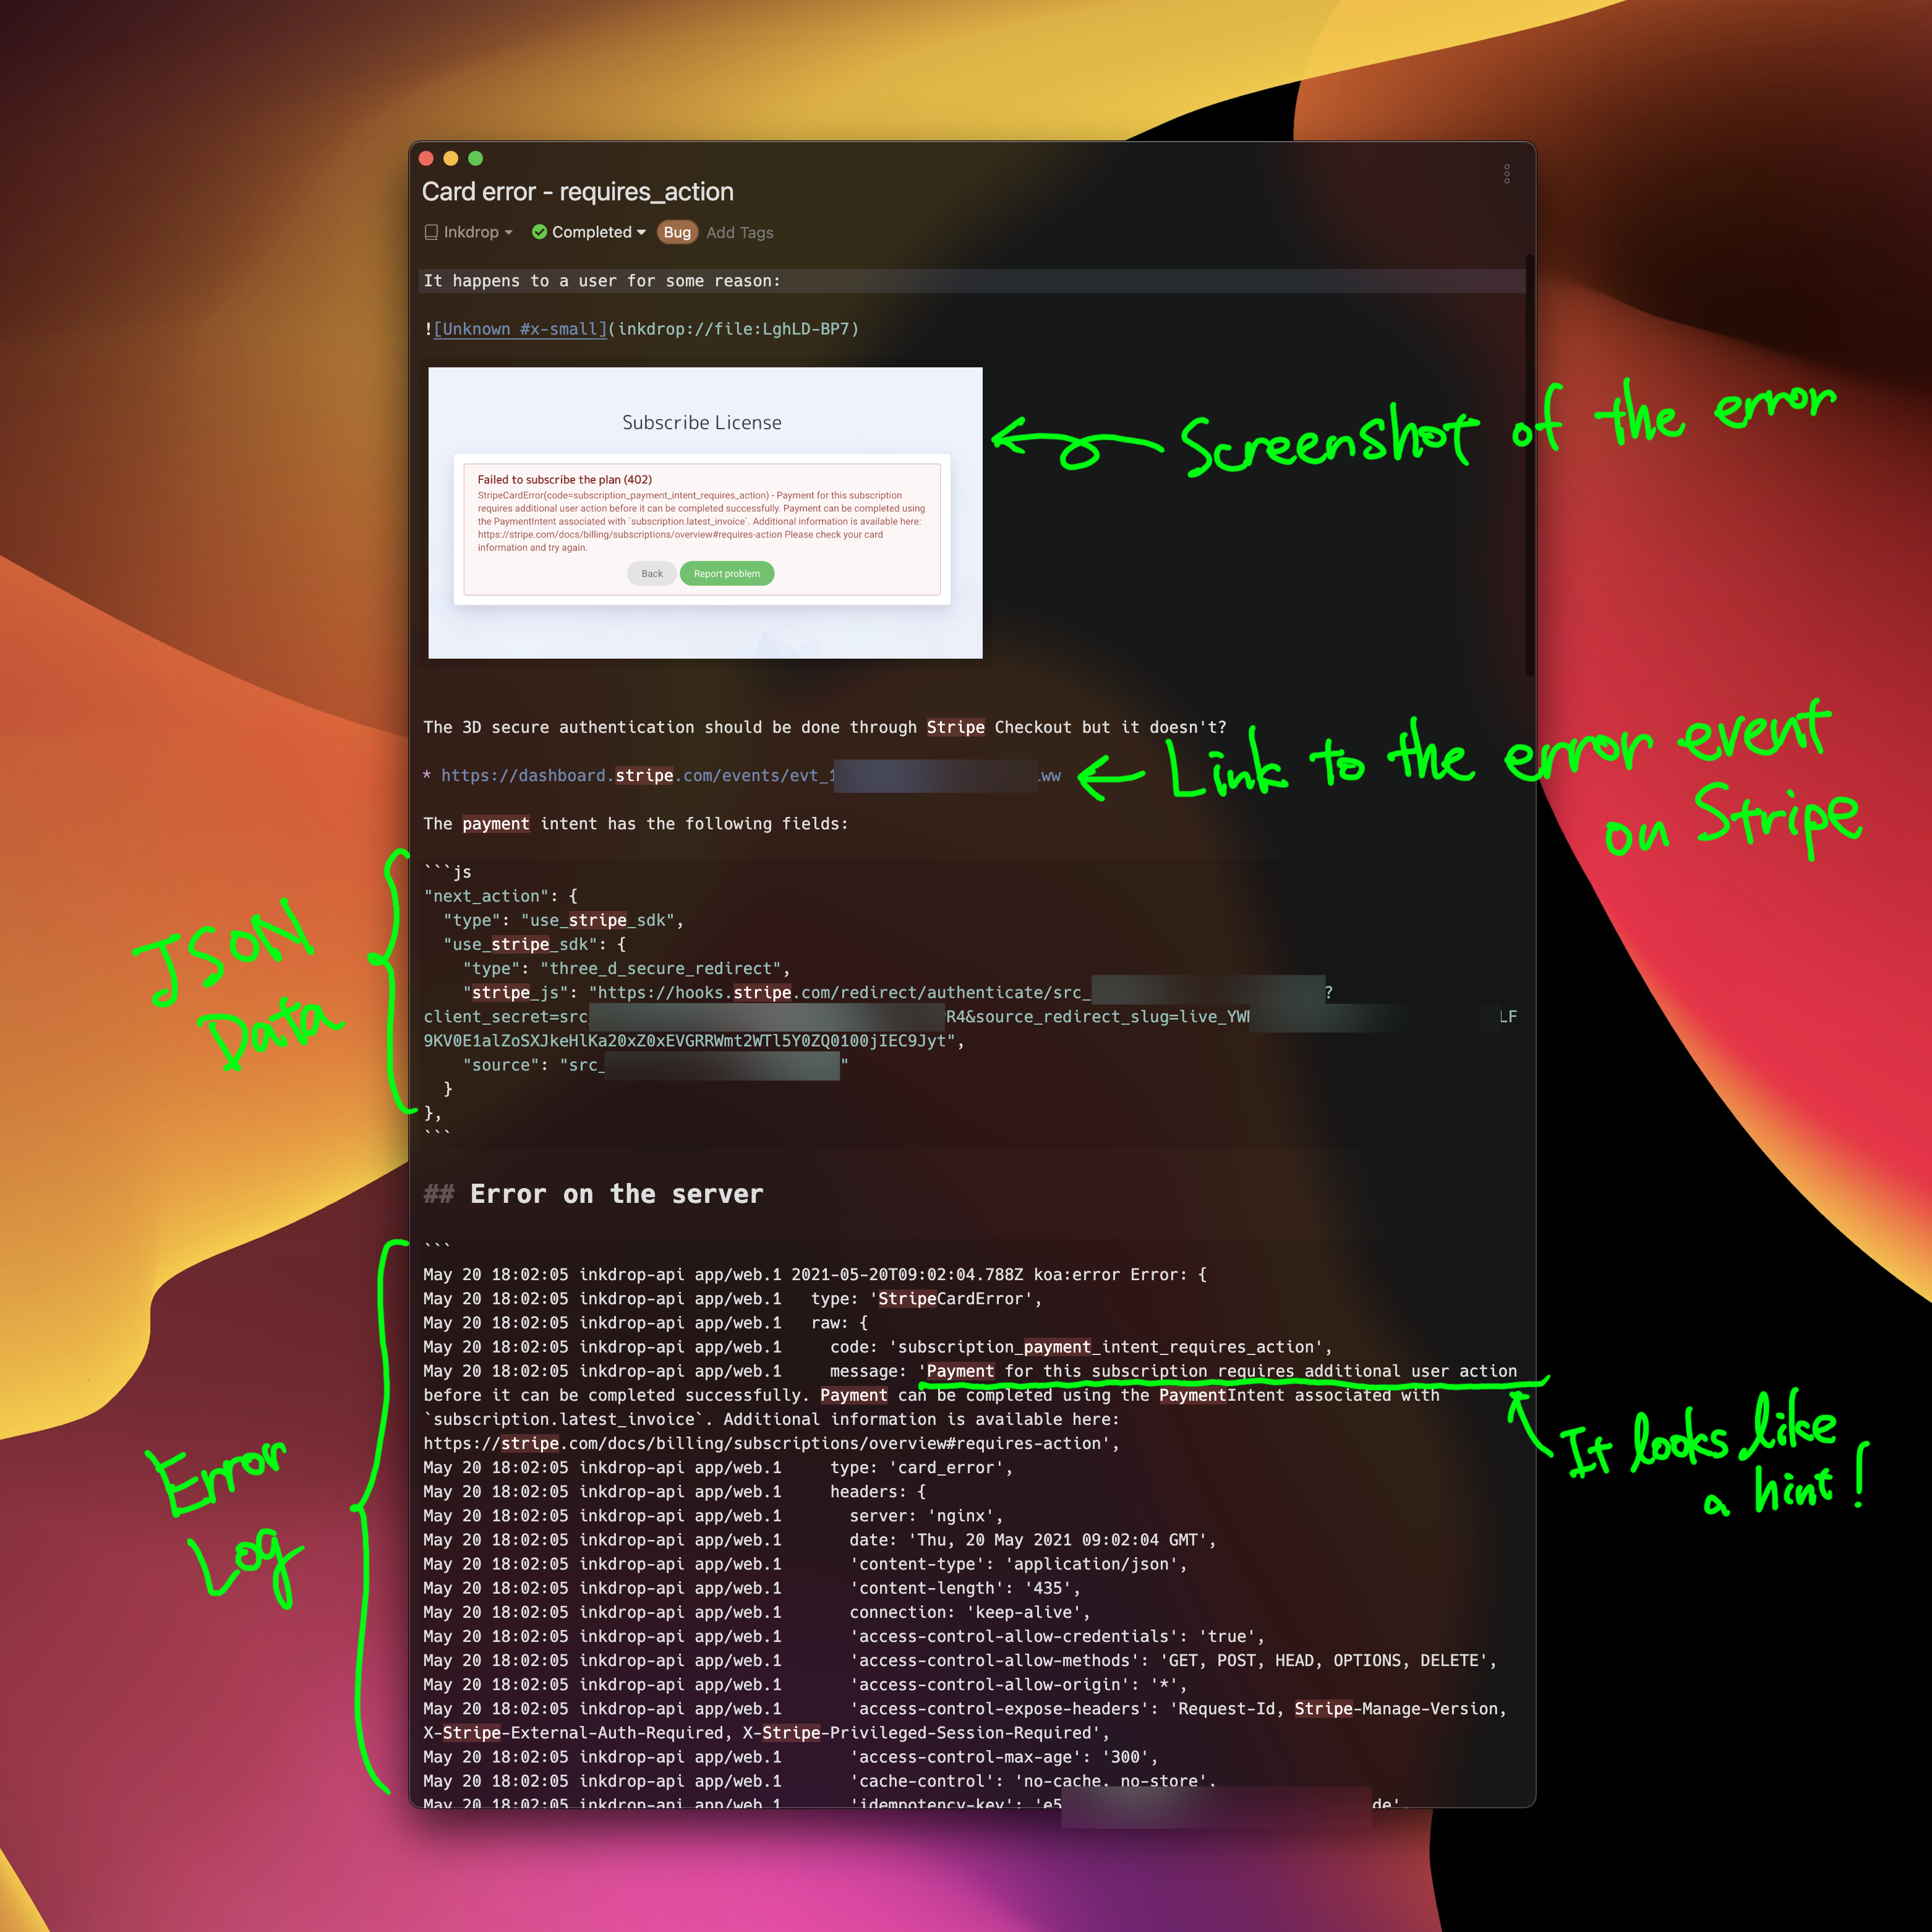 Card error - requires_action
Inkdrop Completed Bug Add Tags
It happens to a user for some reason:
![Unknown #x-small](inkdrop://file:LghLD-BP7)
Subscribe License
Failed to subscribe the plan (402)
StripeCardError(code=subscription_payment_intent_requires_action) - Payment for this subscription
requires additional user action before it can be completed successfully. Payment can be completed using
the PaymentIntent associated with `subscription.latest_invoice`. Additional information is available here:
https://stripe.com/docs/billing/subscriptions/overview#requires-action Please check your card
information and try again.
Back Report problem
Screenshot of the error
The 3D secure authentication should be done through Stripe Checkout but it doesn't?
* https://dashboard.stripe.com/events/evt_1 ww
Link to the error event
on Stripe
The payment intent has the following fields:
JSON
Data
```js
"next_action": {
"type": "use_stripe_sdk",
"use_stripe_sdk": {
"type": "three_d_secure_redirect",
"stripe_js": "https://hooks.stripe.com/redirect/authenticate/src_ ?
client_secret=src R4&source_redirect_slug=live_YW LF
9KV0E1alZoSXJkeHlKa20xZ0xEVGRRWmt2WTl5Y0ZQ0100jIEC9Jyt",
"source": "src_ "
}
},
```
## Error on the server
Error
Log
```
May 20 18:02:05 inkdrop-api app/web.1 2021-05-20T09:02:04.788Z koa:error Error: {
May 20 18:02:05 inkdrop-api app/web.1 type: 'StripeCardError',
May 20 18:02:05 inkdrop-api app/web.1 raw: {
May 20 18:02:05 inkdrop-api app/web.1 code: 'subscription_payment_intent_requires_action',
May 20 18:02:05 inkdrop-api app/web.1 message: 'Payment for this subscription requires additional user action
before it can be completed successfully. Payment can be completed using the PaymentIntent associated with
`subscription.latest_invoice`. Additional information is available here:
https://stripe.com/docs/billing/subscriptions/overview#requires-action',
It looks like
a hint!
May 20 18:02:05 inkdrop-api app/web.1 type: 'card_error',
May 20 18:02:05 inkdrop-api app/web.1 headers: {
May 20 18:02:05 inkdrop-api app/web.1 server: 'nginx',
May 20 18:02:05 inkdrop-api app/web.1 date: 'Thu, 20 May 2021 09:02:04 GMT',
May 20 18:02:05 inkdrop-api app/web.1 'content-type': 'application/json',
May 20 18:02:05 inkdrop-api app/web.1 'content-length': '435',
May 20 18:02:05 inkdrop-api app/web.1 connection: 'keep-alive',
May 20 18:02:05 inkdrop-api app/web.1 'access-control-allow-credentials': 'true',
May 20 18:02:05 inkdrop-api app/web.1 'access-control-allow-methods': 'GET, POST, HEAD, OPTIONS, DELETE',
May 20 18:02:05 inkdrop-api app/web.1 'access-control-allow-origin': '*',
May 20 18:02:05 inkdrop-api app/web.1 'access-control-expose-headers': 'Request-Id, Stripe-Manage-Version,
X-Stripe-External-Auth-Required, X-Stripe-Privileged-Session-Required',
May 20 18:02:05 inkdrop-api app/web.1 'access-control-max-age': '300',
May 20 18:02:05 inkdrop-api app/web.1 'cache-control': 'no-cache, no-store',
May 20 18:02:05 inkdrop-api app/web.1 'idempotency-key': 'e5 de',